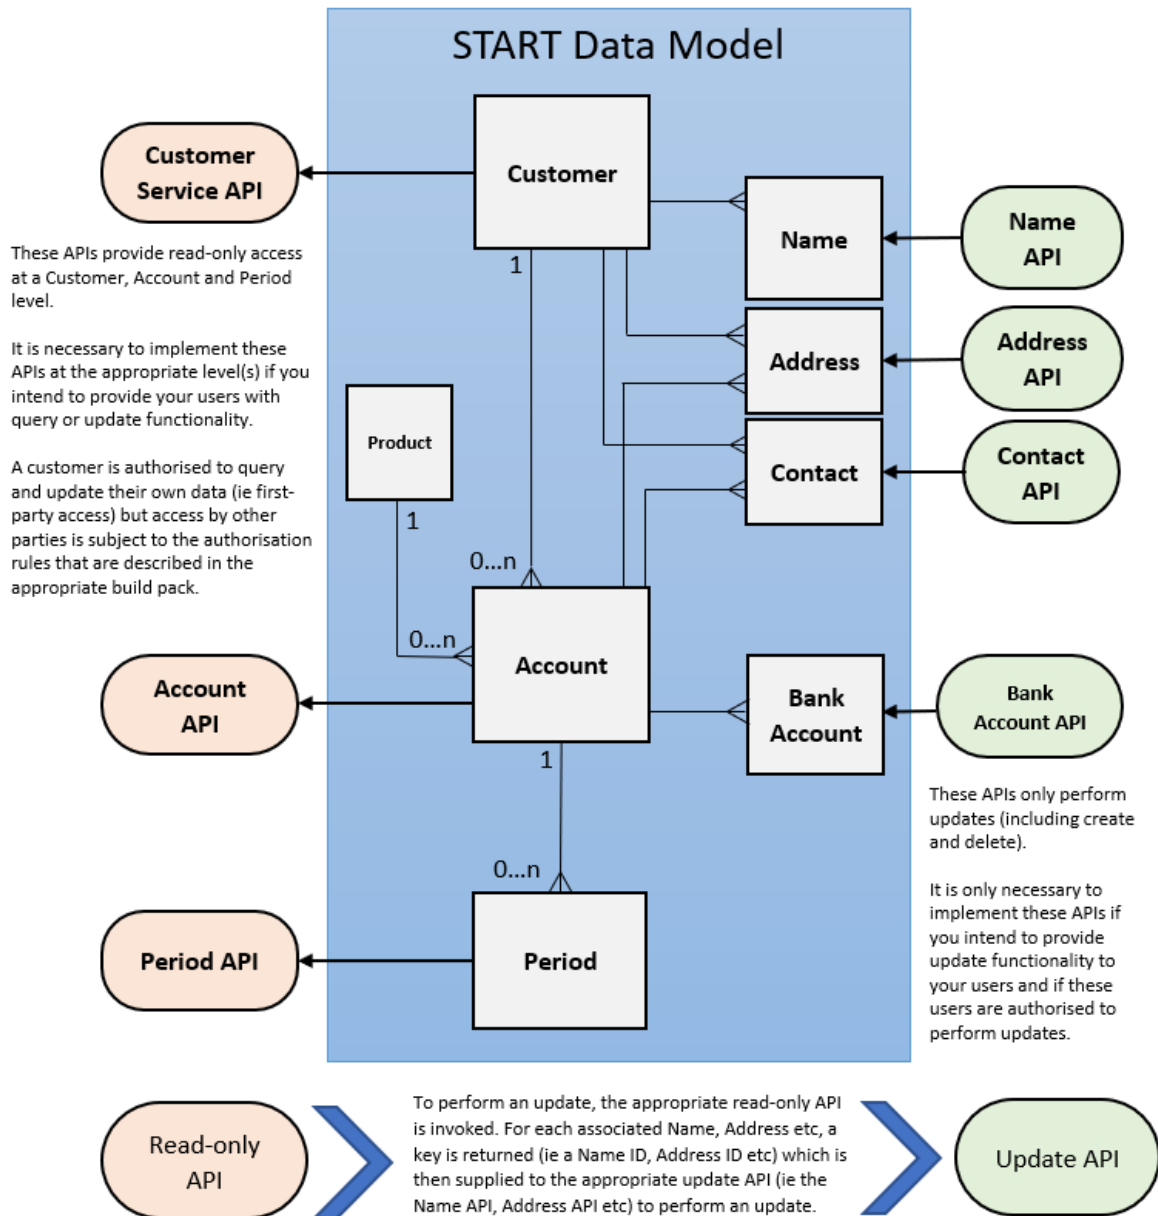 START Data Model
Customer
Service API
Customer
Name
Name
API
These APIs provide read-only access
at a Customer, Account and Period
level.
It is necessary to implement these
APIs at the appropriate level(s) if you
intend to provide your users with
query or update functionality.
A customer is authorised to query
and update their own data (ie first-
party access) but access by other
parties is subject to the authorisation
rules that are described in the
appropriate build pack.
1
Address
Address
API
Product
1
Contact
Contact
API
0...n
0...n
Account
API
Account
1
Bank
Account
Bank
Account API
These APIs only perform
updates (including create
and delete).
It is only necessary to
implement these APIs if
you intend to provide
update functionality to
your users and if these
users are authorised to
perform updates.
0...n
Period API
Period
Read-only
API
To perform an update, the appropriate read-only API
is invoked. For each associated Name, Address etc, a
key is returned (ie a Name ID, Address ID etc) which is
then supplied to the appropriate update API (ie the
Name API, Address API etc) to perform an update.
Update API